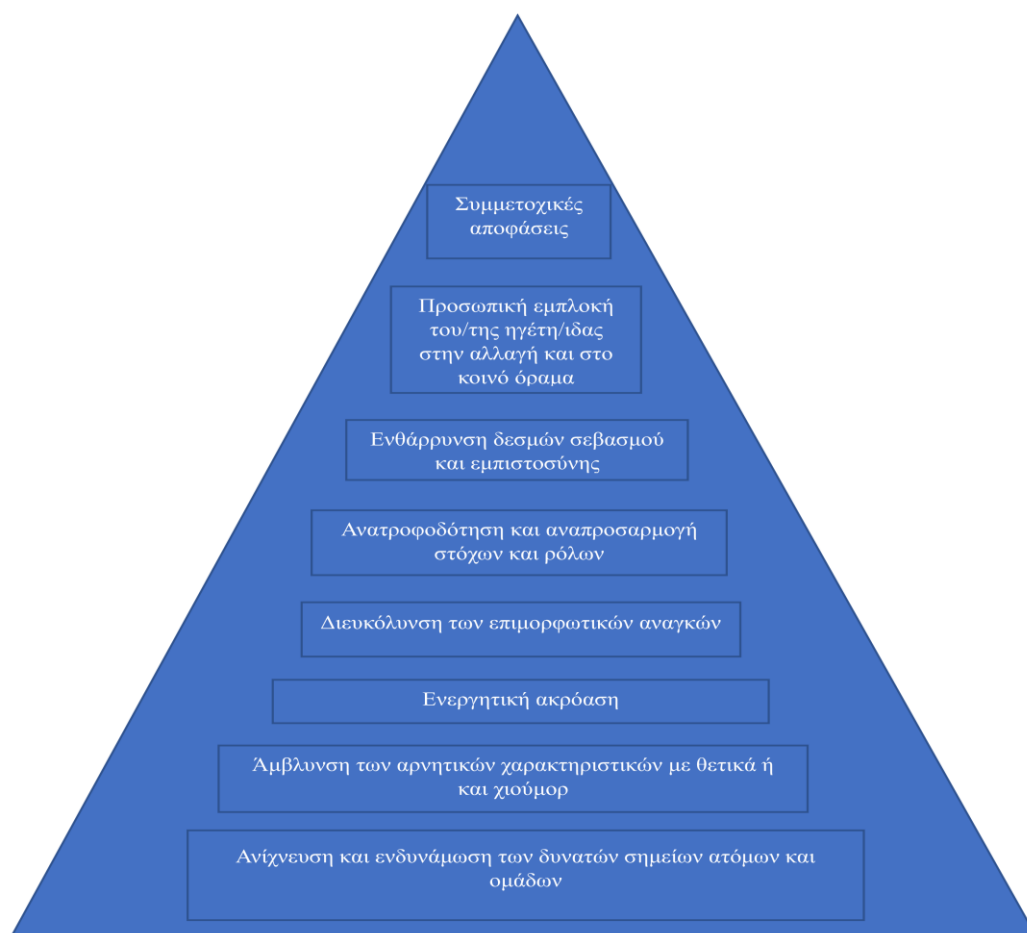 Συμμετοχικές
αποφάσεις
Προσωπική εμπλοκή
του/της ηγέτη/ιδας
στην αλλαγή και στο
κοινό όραμα
Ενθάρρυνση δεσμών σεβασμού
και εμπιστοσύνης
Ανατροφοδότηση και αναπροσαρμογή
στόχων και ρόλων
Διευκόλυνση των επιμορφωτικών αναγκών
Ενεργητική ακρόαση
Άμβλυνση των αρνητικών χαρακτηριστικών με θετικά ή
και χιούμορ
Ανίχνευση και ενδυνάμωση των δυνατών σημείων ατόμων και
ομάδων